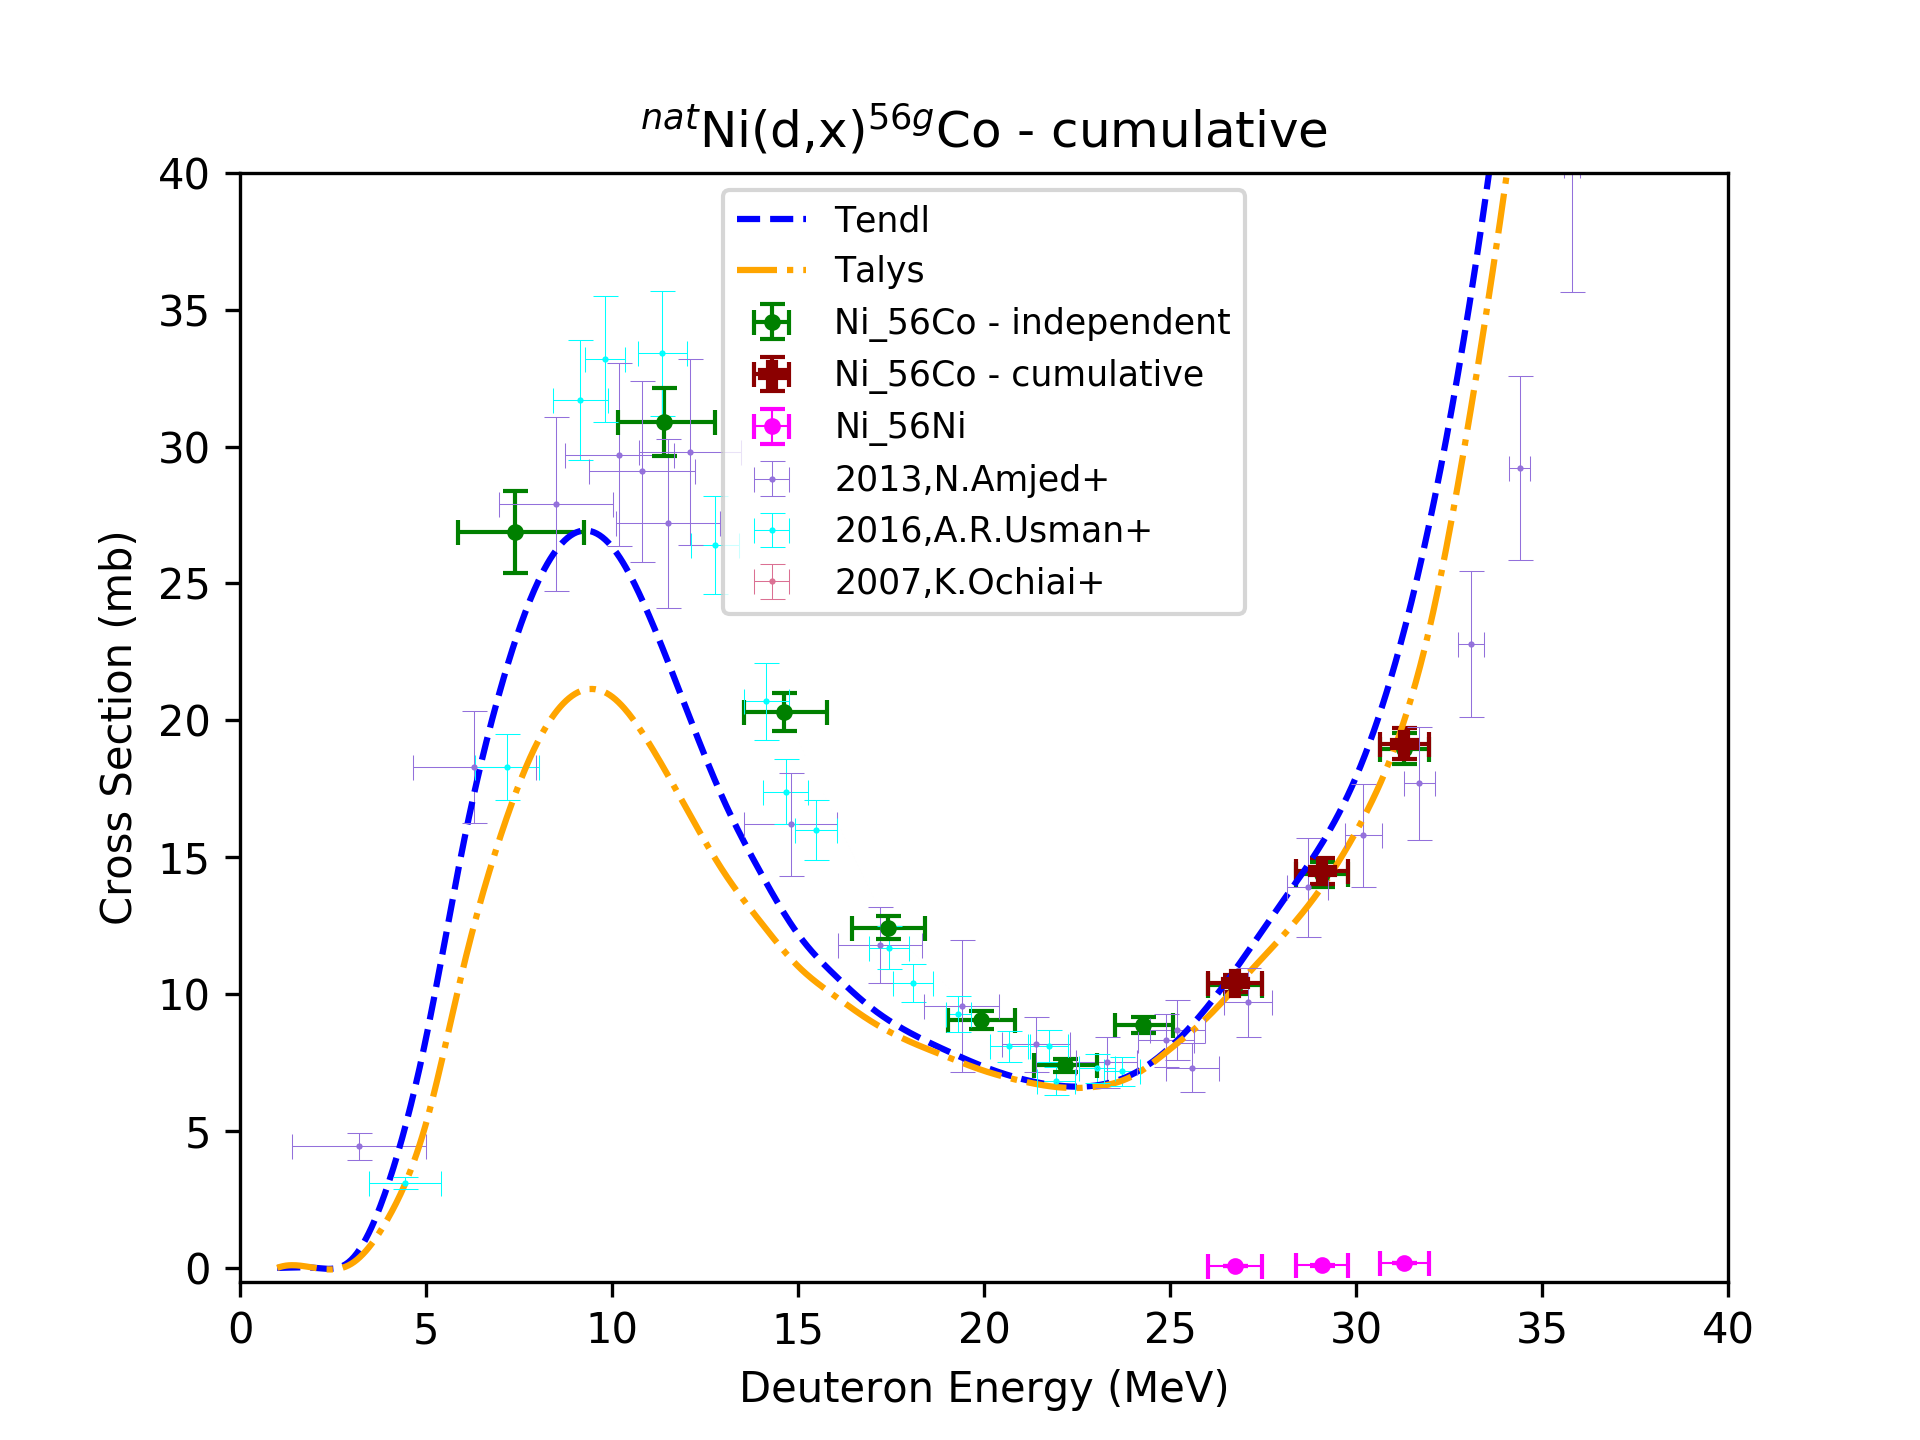 natNi(d,x)56gCo - cumulative
Tendl
Talys
Ni_56Co - independent
Ni_56Co - cumulative
Ni_56Ni
2013,N.Amjed+
2016,A.R.Usman+
2007,K.Ochiai+
Cross Section (mb)
40
35
30
25
20
15
10
5
0
0 5 10 15 20 25 30 35 40
Deuteron Energy (MeV)